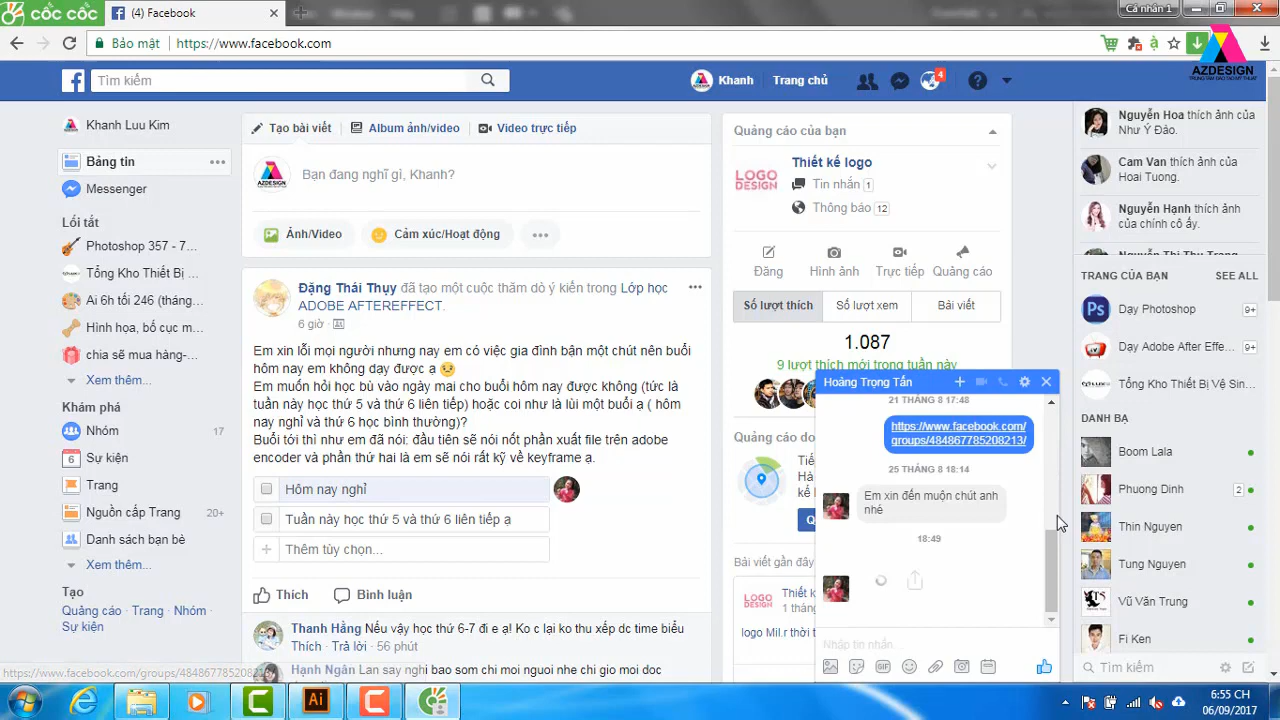 cốc cốc
(4) Facebook
Cá nhân 1
Bảo mật
https://www.facebook.com
AZDESIGN
Tìm kiếm
Khanh
Trang chủ
4
Khanh Luu Kim
Bảng tin
Messenger
Lối tắt
Photoshop 357 - 7...
Tổng Kho Thiết Bị ...
Ai 6h tối 246 (tháng...
Hình họa, bố cục m...
chia sẽ mua hàng-...
Xem thêm...
Khám phá
Nhóm
17
Sự kiện
6
Trang
Nguồn cấp Trang
20+
Danh sách bạn bè
Xem thêm...
Tạo
Quảng cáo · Trang · Nhóm ·
Sự kiện
Tạo bài viết
Album ảnh/video
Video trực tiếp
AZDESIGN
Bạn đang nghĩ gì, Khanh?
Ảnh/Video
Cảm xúc/Hoạt động
Đặng Thái Thụy đã tạo một cuộc thăm dò ý kiến trong Lớp học
ADOBE AFTEREFFECT.
6 giờ ·
Em xin lỗi mọi người nhưng nay em có việc gia đình bận một chút nên buổi
hôm nay em không dạy được ạ
Em muốn hỏi học bù vào ngày mai cho buổi hôm nay được không (tức là
tuần này học thứ 5 và thứ 6 liên tiếp) hoặc coi như là lùi một buổi ạ ( hôm
nay nghỉ và thứ 6 học bình thường)?
Buổi tới thì như em đã nói: đầu tiên sẽ nói nốt phần xuất file trên adobe
encoder và phần thứ hai là em sẽ nói rất kỹ về keyframe ạ.
Hôm nay nghỉ
Tuần này học thứ 5 và thứ 6 liên tiếp ạ
Thêm tùy chọn...
Thích
Bình luận
Thanh Hằng Nếu vậy học thứ 6-7 đi e ạ! Ko c lại ko thu xếp dc time biểu
Thích · Trả lời · 56 phút
Hạnh Ngân Lan say nghi bao som chi moi nguoi nhe chi gio moi doc
Quảng cáo của bạn
LOGO
DESIGN
Thiết kế logo
Tin nhắn 1
Thông báo 12
Đăng
Hình ảnh
Trực tiếp
Quảng cáo
Số lượt thích
Số lượt xem
Bài viết
1.087
9 lượt thích mới trong tuần này
Quảng cáo do
Tiế
Hà
kế l
Q
Bài viết gần đây
LOGO
DESIGN
Thiết
1 thán
logo Mil.r thời t
Hoàng Trọng Tấn
21 THÁNG 8 17:48
https://www.facebook.com/
groups/484867785208213/
25 THÁNG 8 18:14
Em xin đến muộn chút anh
nhé
18:49
Nhập tin nhắn...
GIF
Nguyễn Hoa thích ảnh của
Như Ý Đảo.
Cam Van thích ảnh của
Hoai Tuong.
Nguyễn Hạnh thích ảnh
của chính cô ấy.
TRANG CỦA BẠN
SEE ALL
Ps
Dạy Photoshop
9+
Dạy Adobe After Effe...
9+
Tổng Kho Thiết Bị Vệ Sin...
DANH BẠ
Boom Lala
Phuong Dinh
2
Thin Nguyen
Tung Nguyen
Vũ Văn Trung
Fi Ken
Tìm kiếm
Ai
6:55 CH
06/09/2017